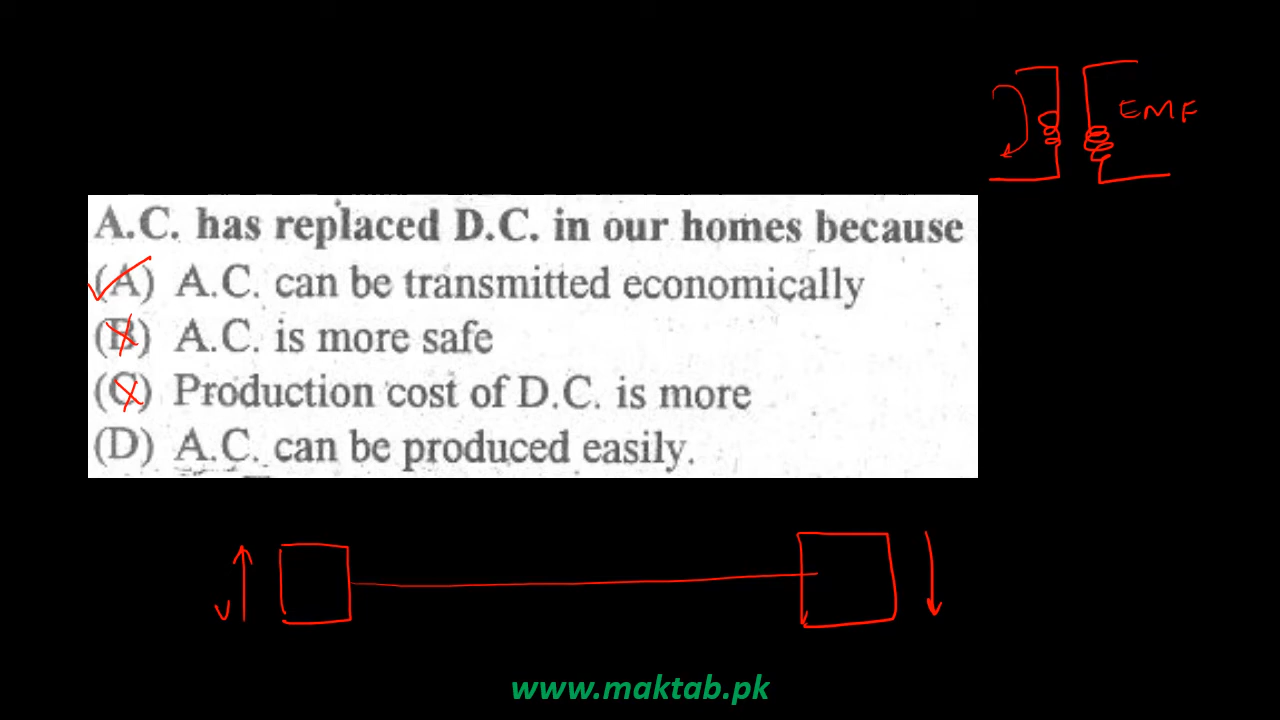 EMF
A.C. has replaced D.C. in our homes because
(A) A.C. can be transmitted economically
(B) A.C. is more safe
(C) Production cost of D.C. is more
(D) A.C. can be produced easily.
V
www.maktab.pk